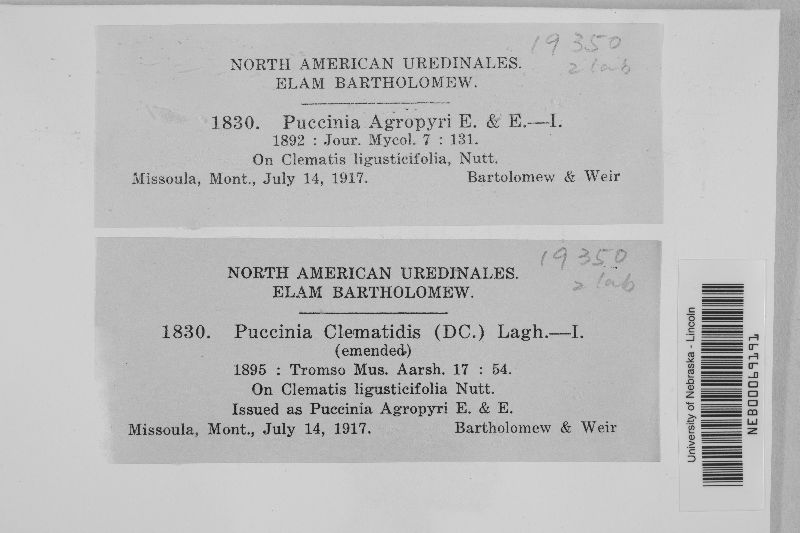 19350
2 lab
NORTH AMERICAN UREDINALES.
ELAM BARTHOLOMEW.
1830. Puccinia Agropyri E. & E.—I.
1892 : Jour. Mycol. 7 : 131.
On Clematis ligusticifolia, Nutt.
Missoula, Mont., July 14, 1917. Bartolomew & Weir
19350
2 lab
NORTH AMERICAN UREDINALES.
ELAM BARTHOLOMEW.
1830. Puccinia Clematidis (DC.) Lagh.—I.
(emended)
1895 : Tromso Mus. Aarsh. 17 : 54.
On Clematis ligusticifolia Nutt.
Issued as Puccinia Agropyri E. & E.
Missoula, Mont., July 14, 1917. Bartholomew & Weir
University of Nebraska - Lincoln
NEB00069191